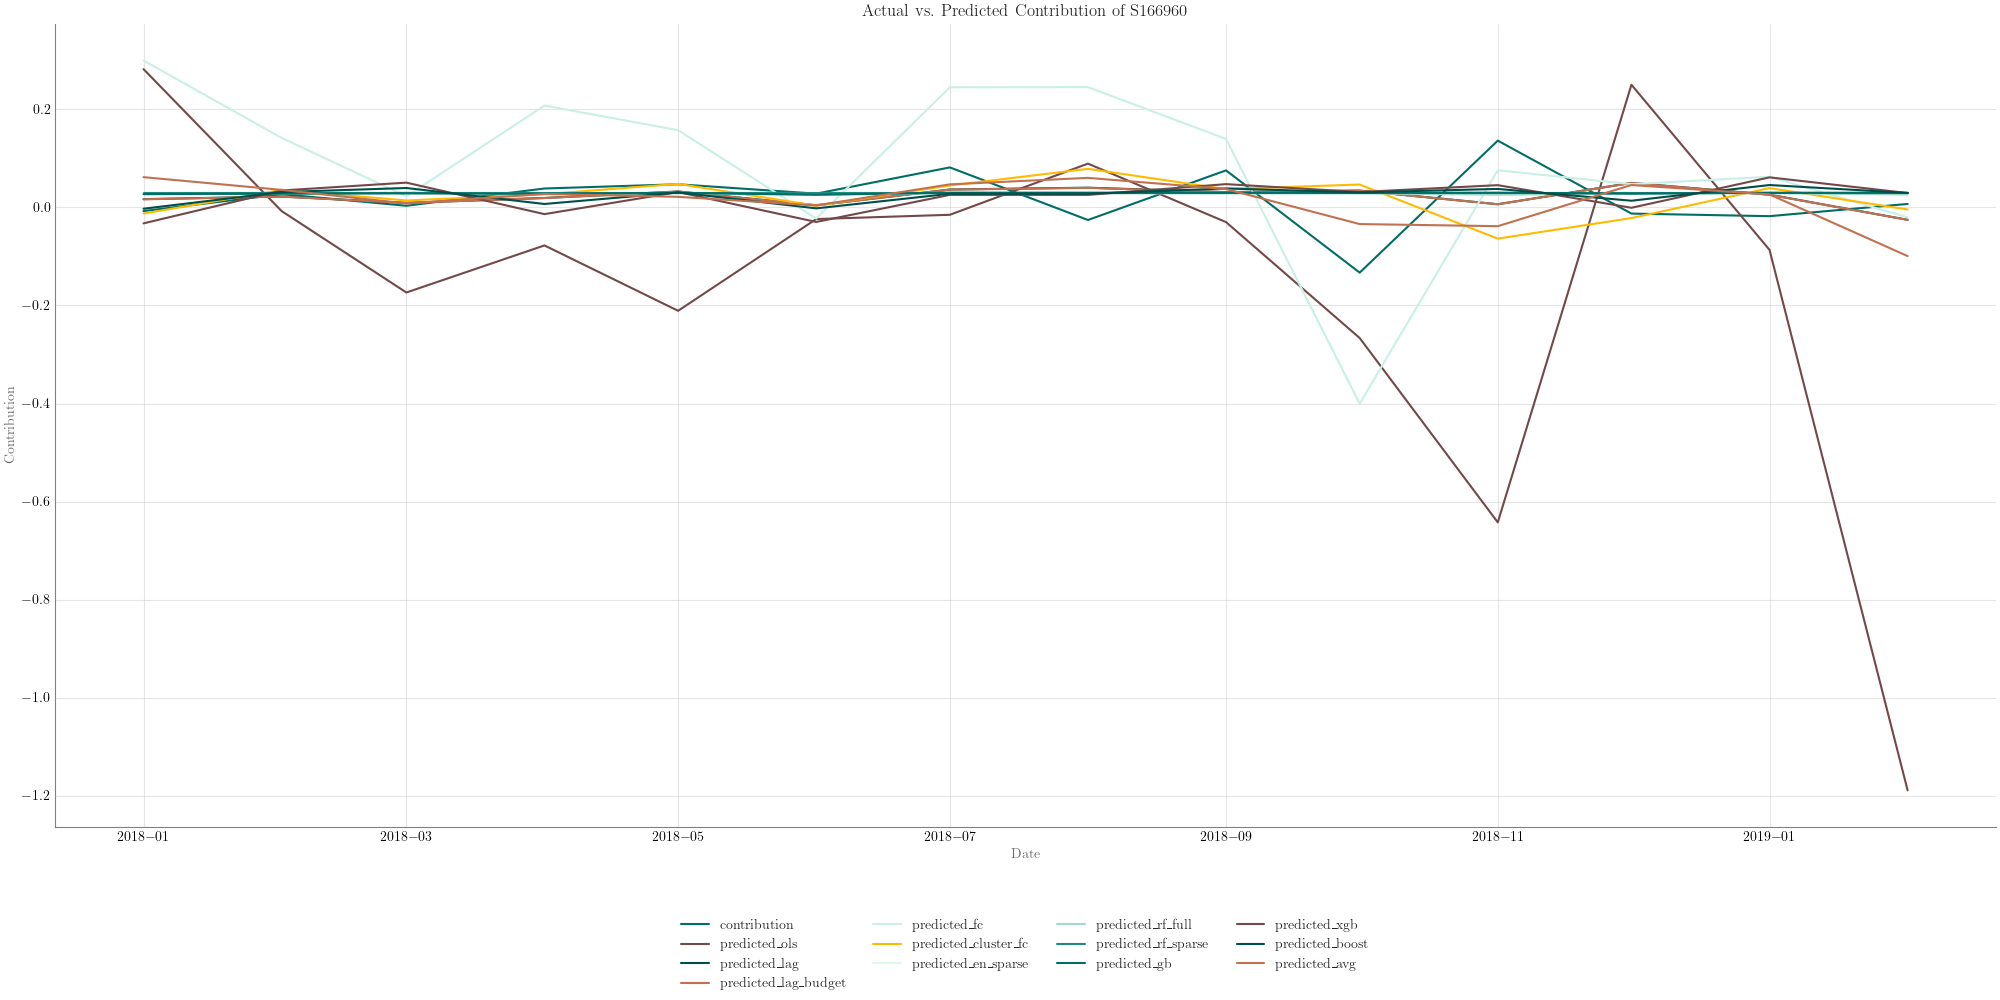 Actual vs. Predicted Contribution of S166960
0.2
0.0
−0.2
−0.4
−0.6
−0.8
−1.0
−1.2
Contribution
2018−01 2018−03 2018−05 2018−07 2018−09 2018−11 2019−01
Date
contribution predicted_fc predicted_rf_full predicted_xgb
predicted_ols predicted_cluster_fc predicted_rf_sparse predicted_boost
predicted_lag predicted_en_sparse predicted_gb predicted_avg
predicted_lag_budget